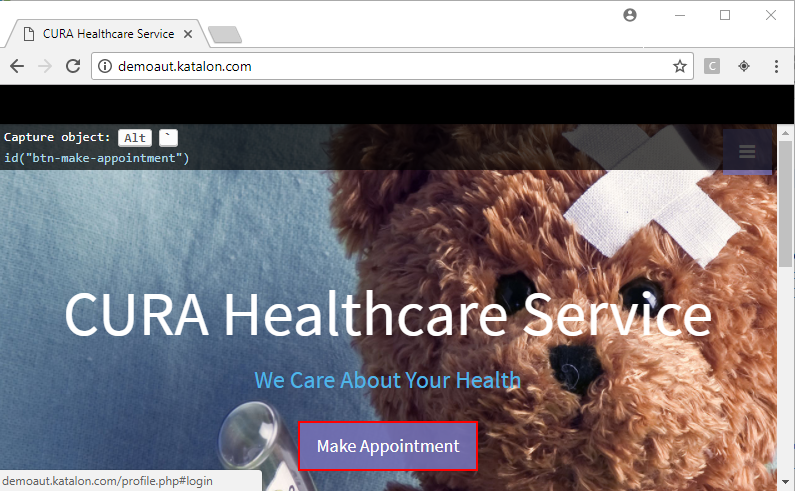 CURA Healthcare Service
demoaut.katalon.com
C
Capture object: Alt `
id("btn-make-appointment")
CURA Healthcare Service
We Care About Your Health
Make Appointment
demoaut.katalon.com/profile.php#login